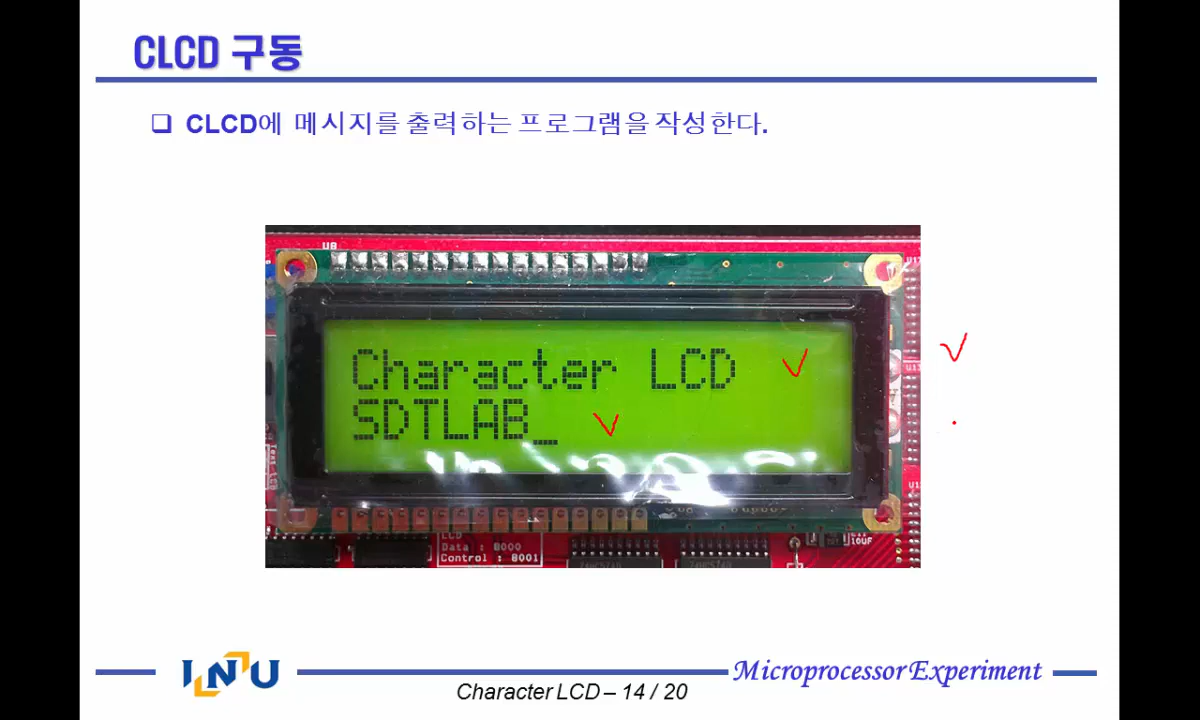 CLCD 구동
❑ CLCD에 메시지를 출력하는 프로그램을 작성한다.
U8
Character LCD
SDTLAB_
LCD
Data : 8000
Control : 8001
10UF
INU
Microprocessor Experiment
Character LCD – 14 / 20